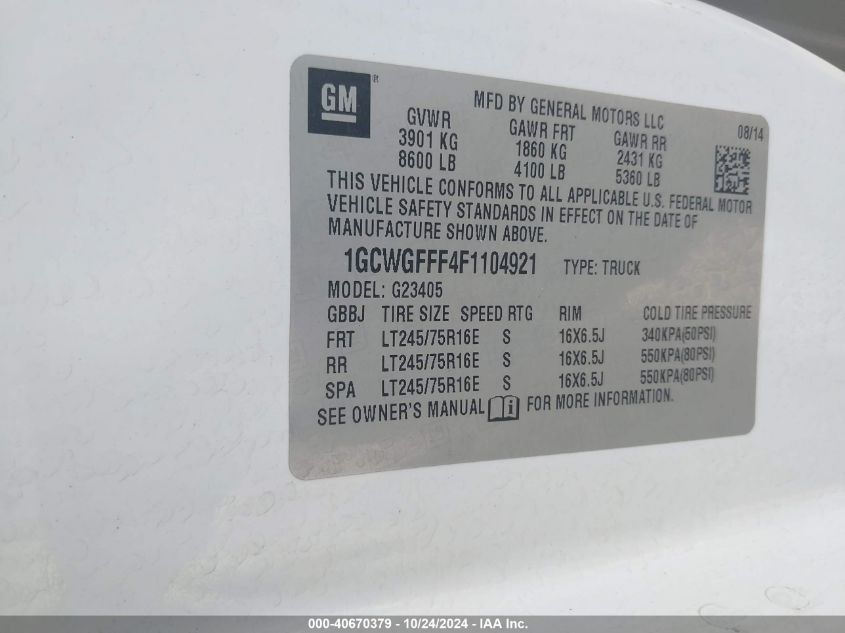 GM ®
MFD BY GENERAL MOTORS LLC
08/14
GVWR GAWR FRT GAWR RR
3901 KG 1860 KG 2431 KG
8600 LB 4100 LB 5360 LB
THIS VEHICLE CONFORMS TO ALL APPLICABLE U.S. FEDERAL MOTOR
VEHICLE SAFETY STANDARDS IN EFFECT ON THE DATE OF
MANUFACTURE SHOWN ABOVE.
1GCWGFFF4F1104921 TYPE: TRUCK
MODEL: G23405
GBBJ TIRE SIZE SPEED RTG RIM COLD TIRE PRESSURE
FRT LT245/75R16E S 16X6.5J 340KPA(50PSI)
RR LT245/75R16E S 16X6.5J 550KPA(80PSI)
SPA LT245/75R16E S 16X6.5J 550KPA(80PSI)
SEE OWNER'S MANUAL i FOR MORE INFORMATION.
000-40670379 - 10/24/2024 - IAA Inc.